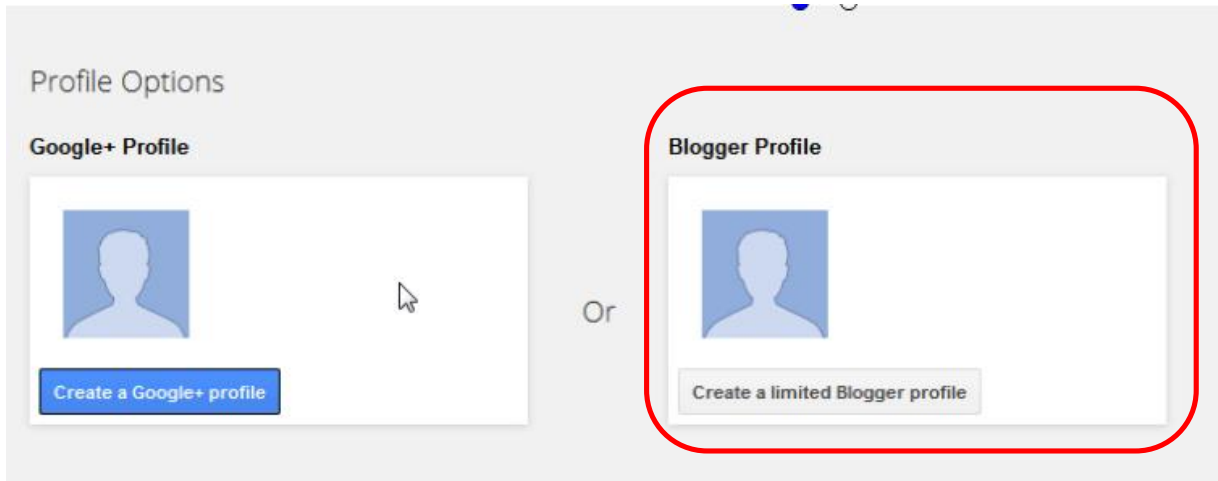 Profile Options
Google+ Profile
Blogger Profile
Or
Create a Google+ profile
Create a limited Blogger profile